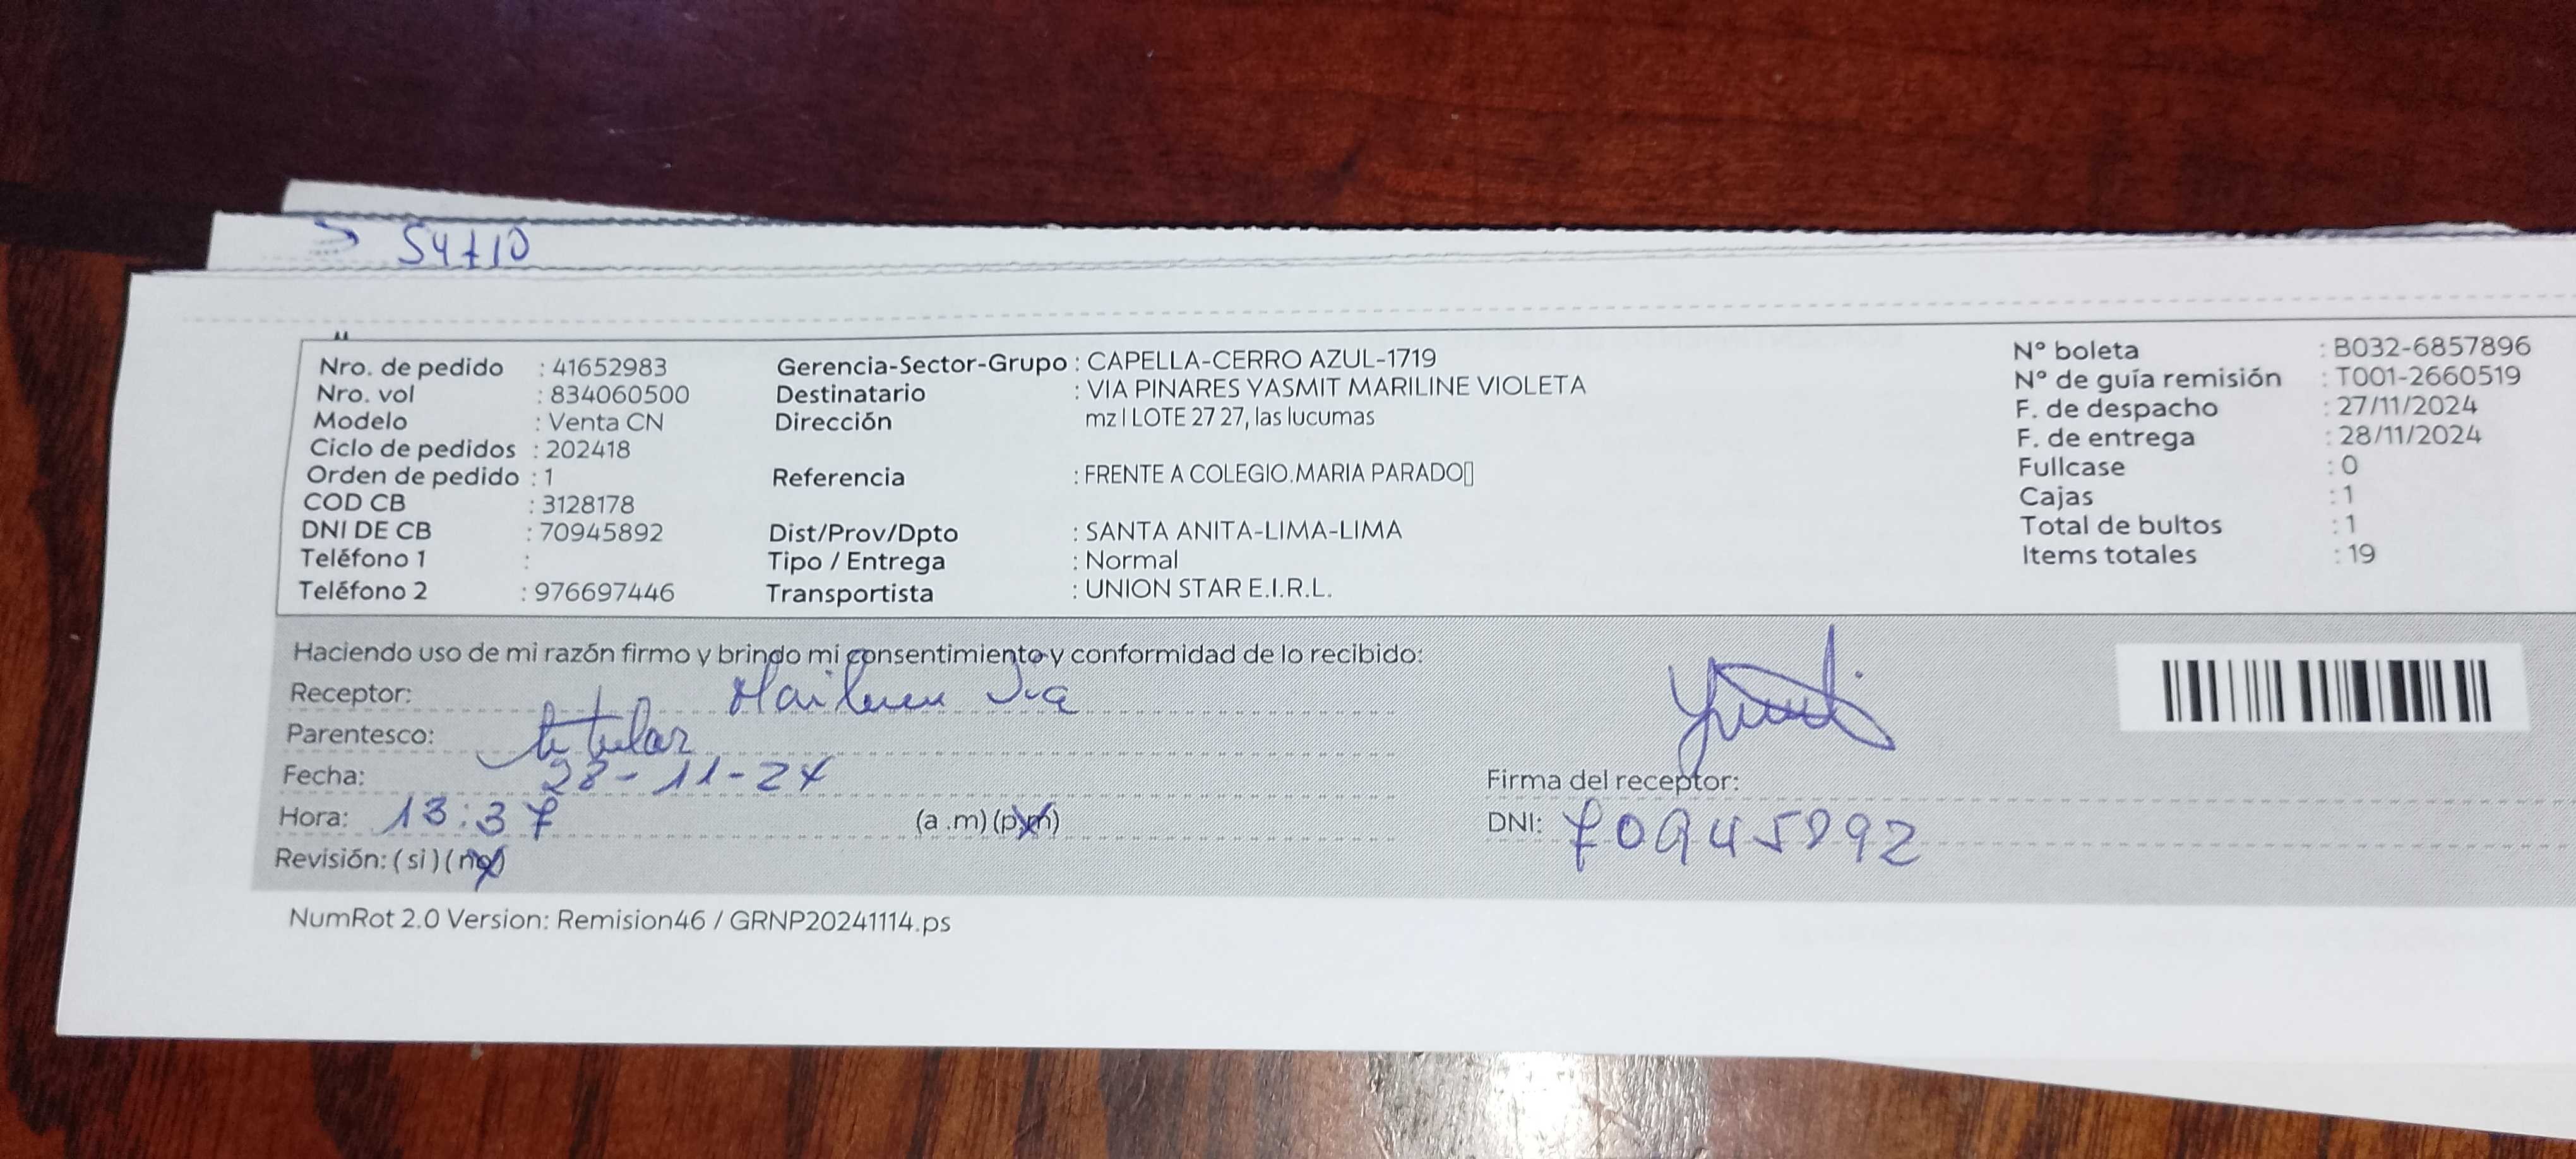 54710
Nro. de pedido : 41652983
Nro. vol : 834060500
Modelo : Venta CN
Ciclo de pedidos : 202418
Orden de pedido : 1
COD CB : 3128178
DNI DE CB : 70945892
Teléfono 1 :
Teléfono 2 : 976697446
Gerencia-Sector-Grupo : CAPELLA-CERRO AZUL-1719
Destinatario : VIA PINARES YASMIT MARILINE VIOLETA
Dirección mz I LOTE 27 27, las lucumas
Referencia : FRENTE A COLEGIO.MARIA PARADO▯
Dist/Prov/Dpto : SANTA ANITA-LIMA-LIMA
Tipo / Entrega : Normal
Transportista : UNION STAR E.I.R.L.
N° boleta : B032-6857896
N° de guía remisión : T001-2660519
F. de despacho : 27/11/2024
F. de entrega : 28/11/2024
Fullcase : 0
Cajas : 1
Total de bultos : 1
Items totales : 19
Haciendo uso de mi razón firmo y brindo mi consentimiento y conformidad de lo recibido:
Receptor:
Parentesco: titular
Fecha: 28-11-24
Hora: 13:37 (a .m) (p.m)
Revisión: (si) (no)
Firma del receptor:
DNI: 70945892
NumRot 2.0 Version: Remision46 / GRNP20241114.ps